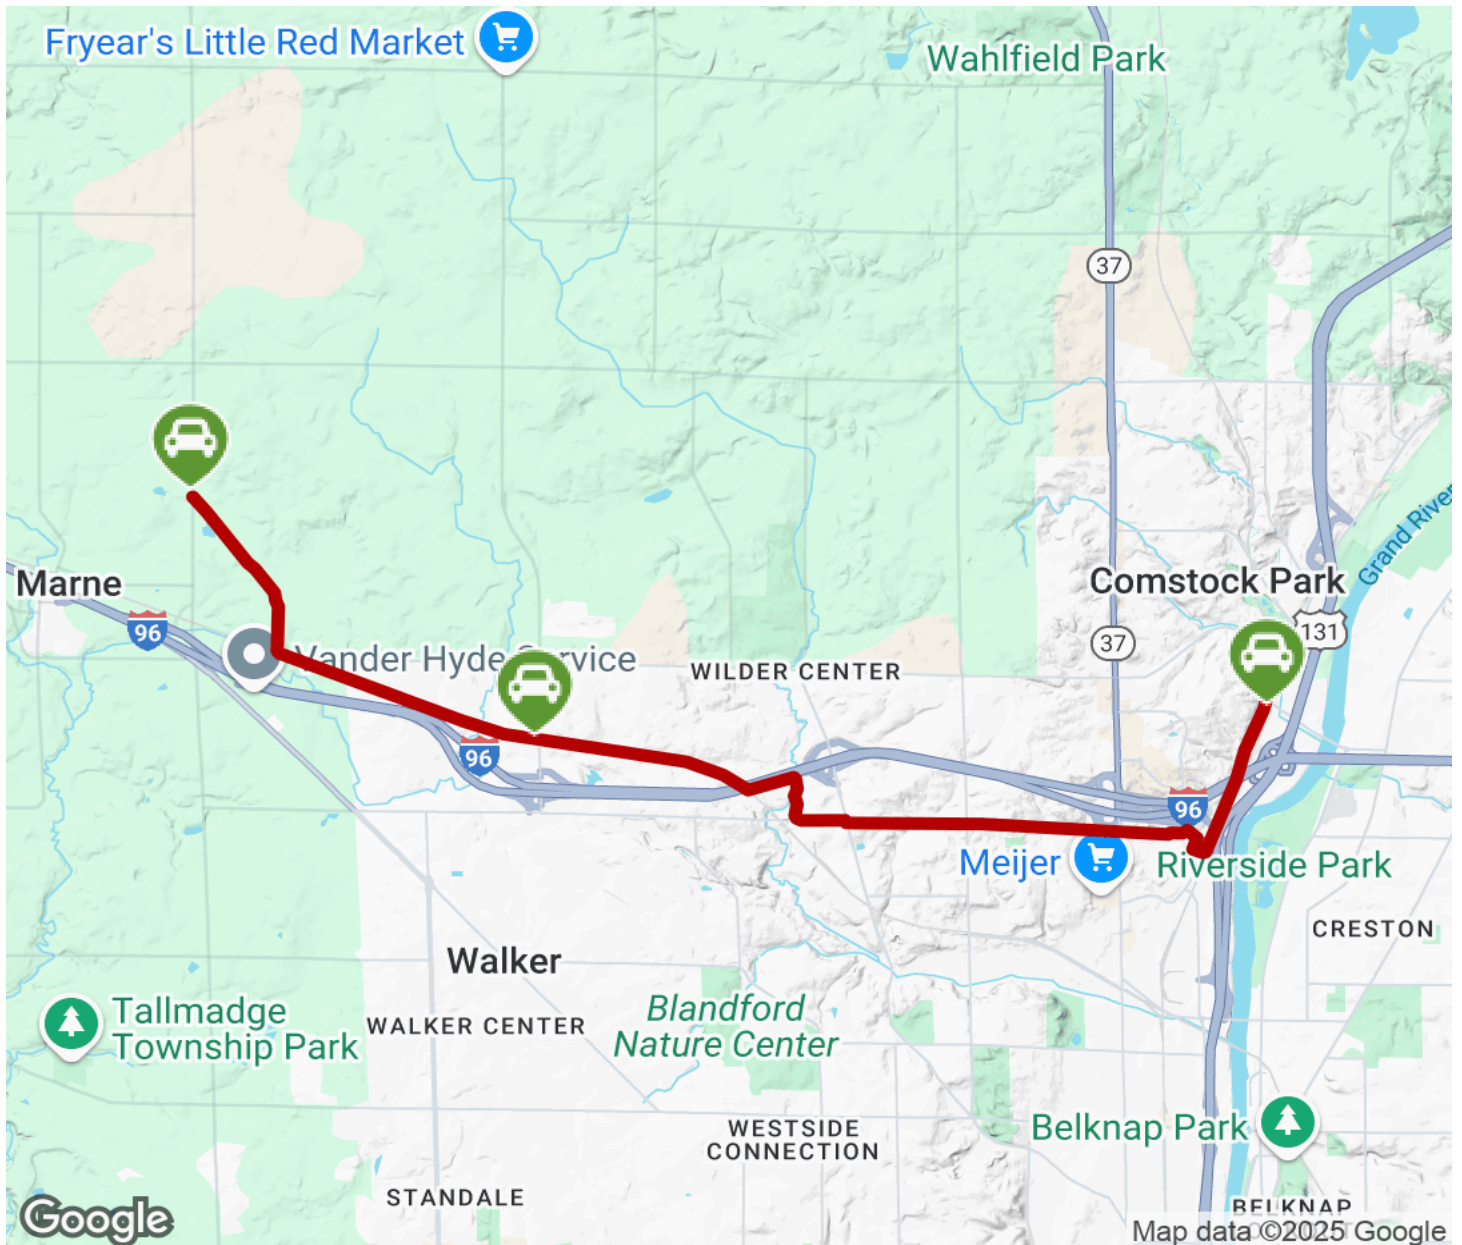 Fryear's Little Red Market
Wahlfield Park
37
Grand River
Marne
Comstock Park
96
131
37
Vander Hyde Service
WILDER CENTER
96
96
Meijer
Riverside Park
CRESTON
Walker
Tallmadge
Township Park
WALKER CENTER
Blandford
Nature Center
WESTSIDE
CONNECTION
Belknap Park
STANDALE
BELKNAP
Google
Map data ©2025 Google